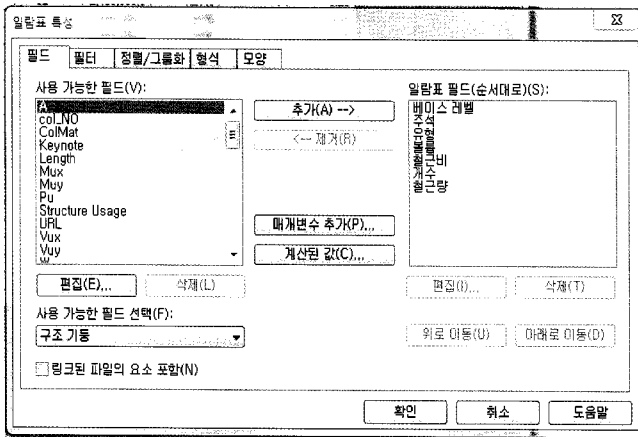 일람표 특성
필드
필터
정렬/그룹화
형식
모양
사용 가능한 필드(V):
A
col_NO
ColMat
Keynote
Length
Mux
Muy
Pu
Structure Usage
URL
Vux
Vuy
W
추가(A) -->
<-- 제거(R)
매개변수 추가(P)...
계산된 값(C)...
일람표 필드(순서대로)(S):
베이스 레벨
주석
유형
볼륨
철근비
개수
철근량
편집(E)...
삭제(L)
편집(I)...
삭제(T)
사용 가능한 필드 선택(F):
구조 기둥
위로 이동(U)
아래로 이동(D)
링크된 파일의 요소 포함(N)
확인
취소
도움말